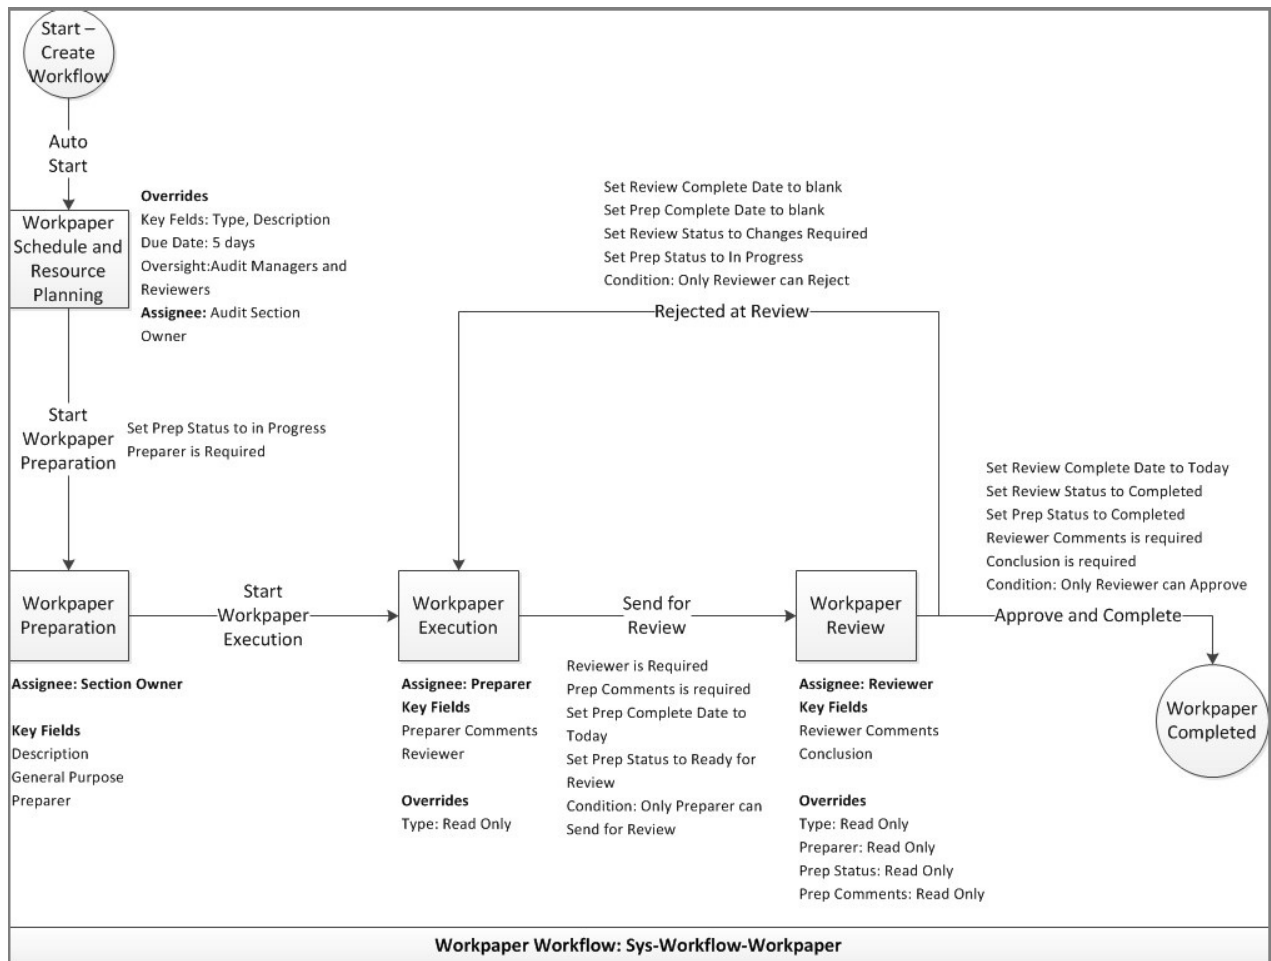 Start –
Create
Workflow
Auto
Start
Workpaper
Schedule and
Resource
Planning
Overrides
Key Felds: Type, Description
Due Date: 5 days
Oversight:Audit Managers and
Reviewers
Assignee: Audit Section
Owner
Set Review Complete Date to blank
Set Prep Complete Date to blank
Set Review Status to Changes Required
Set Prep Status to In Progress
Condition: Only Reviewer can Reject
Rejected at Review
Start
Workpaper
Preparation
Set Prep Status to in Progress
Preparer is Required
Set Review Complete Date to Today
Set Review Status to Completed
Set Prep Status to Completed
Reviewer Comments is required
Conclusion is required
Condition: Only Reviewer can Approve
Workpaper
Preparation
Start
Workpaper
Execution
Workpaper
Execution
Send for
Review
Workpaper
Review
Approve and Complete
Assignee: Section Owner
Key Fields
Description
General Purpose
Preparer
Assignee: Preparer
Key Fields
Preparer Comments
Reviewer
Overrides
Type: Read Only
Reviewer is Required
Prep Comments is required
Set Prep Complete Date to
Today
Set Prep Status to Ready for
Review
Condition: Only Preparer can
Send for Review
Assignee: Reviewer
Key Fields
Reviewer Comments
Conclusion
Overrides
Type: Read Only
Preparer: Read Only
Prep Status: Read Only
Prep Comments: Read Only
Workpaper
Completed
Workpaper Workflow: Sys-Workflow-Workpaper